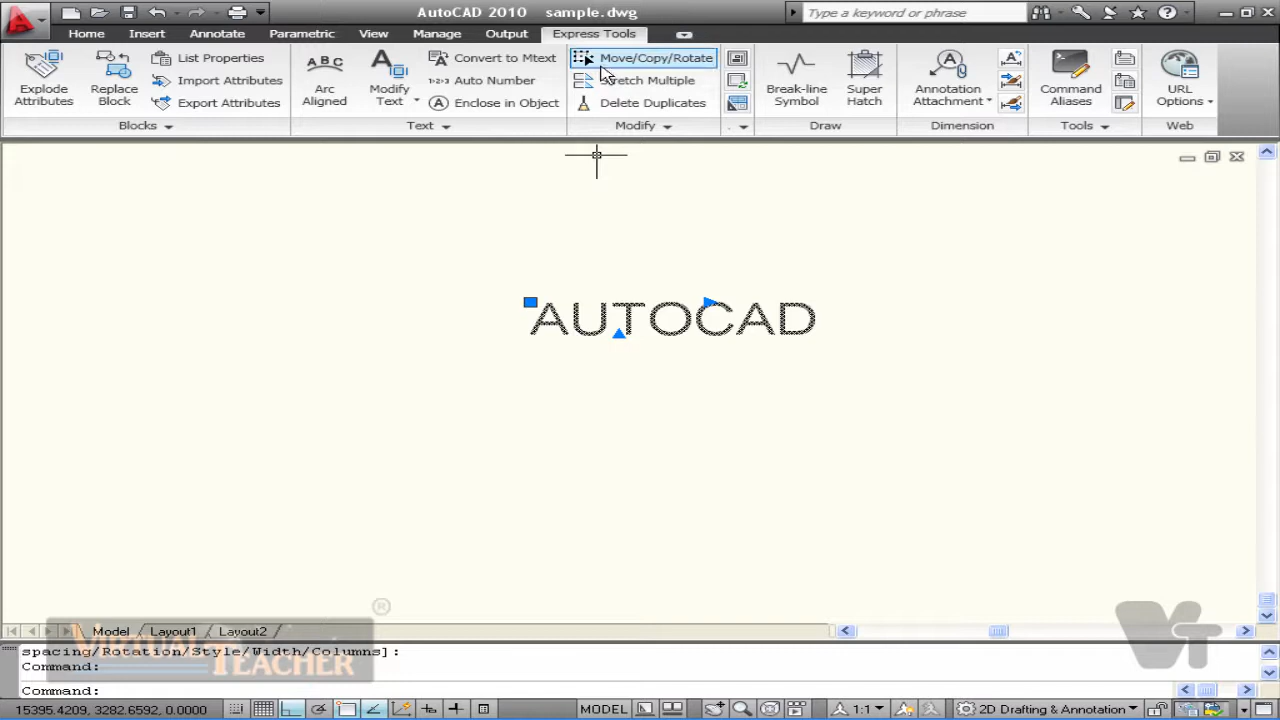 AutoCAD 2010 sample.dwg
Type a keyword or phrase
Home Insert Annotate Parametric View Manage Output Express Tools
Explode Attributes
Replace Block
List Properties
Import Attributes
Export Attributes
Blocks
ABC
Arc Aligned
Modify Text
Convert to Mtext
Auto Number
Enclose in Object
Text
Move/Copy/Rotate
Stretch Multiple
Delete Duplicates
Modify
Break-line Symbol
Super Hatch
Draw
Annotation Attachment
Dimension
Command Aliases
Tools
URL Options
Web
AUTOCAD
Model Layout1 Layout2
VIRTUAL TEACHER ®
VT
spacing/Rotation/Style/Width/Columns]:
Command:
Command:
15395.4209, 3282.6592, 0.0000
MODEL
1:1
2D Drafting & Annotation